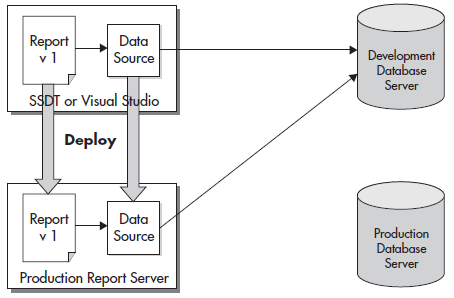 Report
v 1
Data
Source
SSDT or Visual Studio
Development
Database
Server
Deploy
Report
v 1
Data
Source
Production Report Server
Production
Database
Server